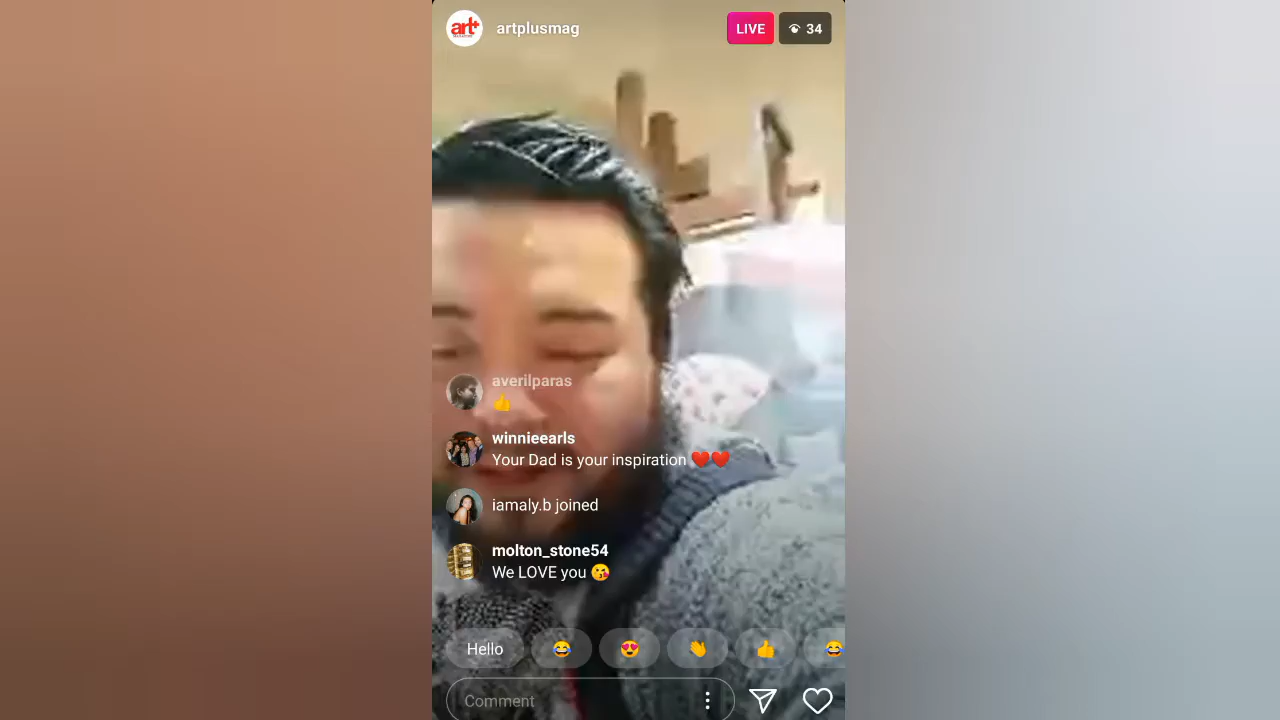 art+
artplusmag
LIVE
34
averilparas
👍
winnieearls
Your Dad is your inspiration ❤️❤️
iamaly.b joined
molton_stone54
We LOVE you 😘
Hello 😂 😍 👏 👍 😂
Comment